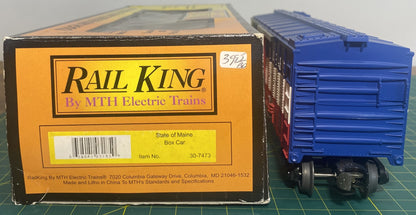 RAIL KING
By MTH Electric Trains
State of Maine
Box Car
Item No. 30-7473
RailKing By MTH Electric Trains® 7020 Columbia Gateway Drive, Columbia, MD 21046-1532
Made and Litho in China To MTH's Standards and Specifications